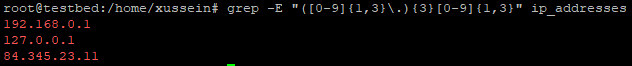 root@testbed:/home/xussein# grep -E "([0-9]{1,3}\.){3}[0-9]{1,3}" ip_addresses
192.168.0.1
127.0.0.1
84.345.23.11